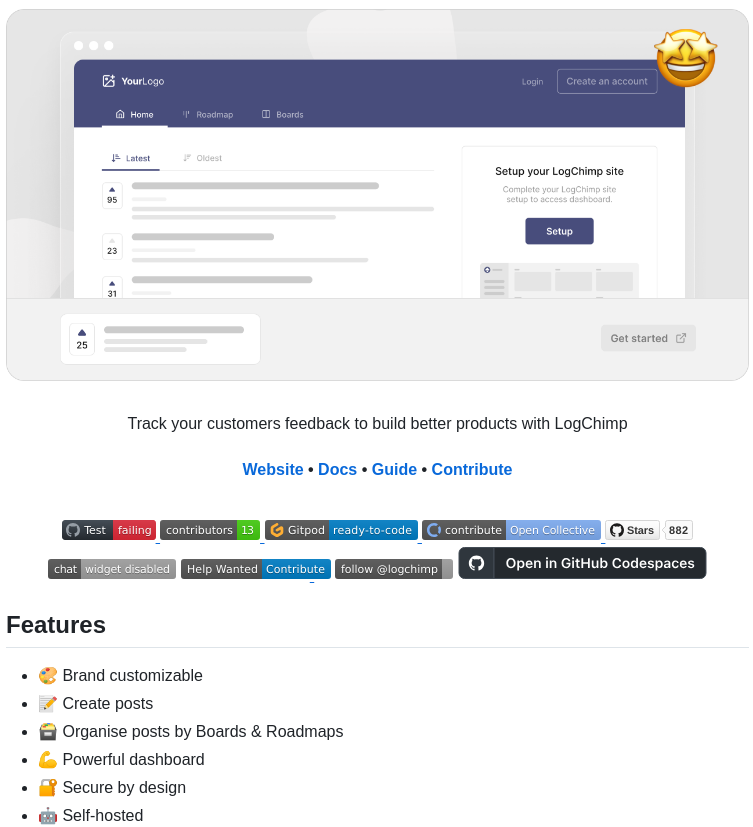 YourLogo
Login
Create an account
Home
Roadmap
Boards
Latest
Oldest
95
23
31
Setup your LogChimp site
Complete your LogChimp site
setup to access dashboard.
Setup
25
Get started
Track your customers feedback to build better products with LogChimp
Website • Docs • Guide • Contribute
Test failing contributors 13 Gitpod ready-to-code contribute Open Collective Stars 882
chat widget disabled Help Wanted Contribute follow @logchimp Open in GitHub Codespaces
Features
• 🎨 Brand customizable
• 📝 Create posts
• 🗃 Organise posts by Boards & Roadmaps
• 💪 Powerful dashboard
• 🔐 Secure by design
• 🤖 Self-hosted